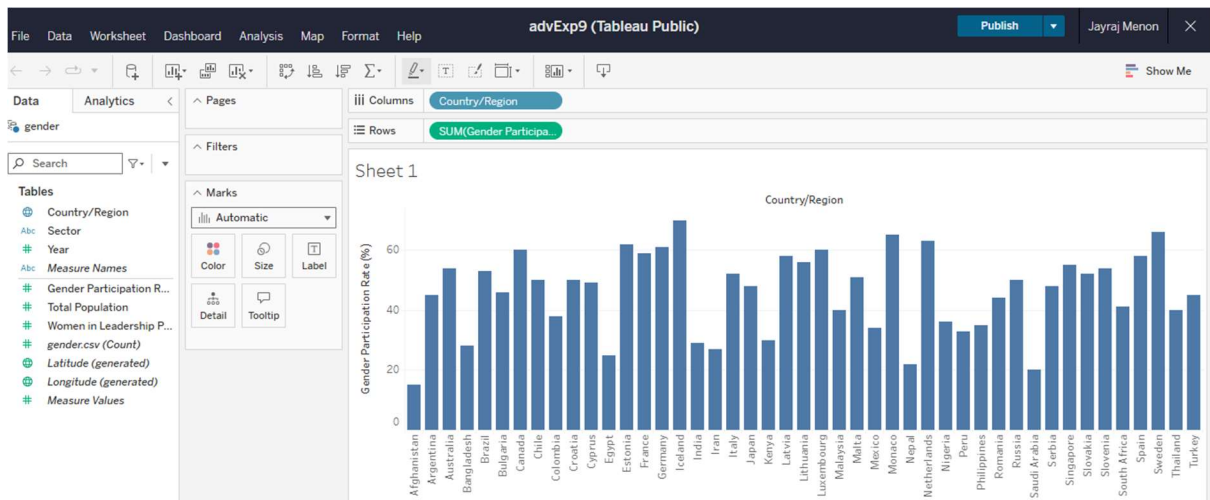 advExp9 (Tableau Public)
Publish
Jayraj Menon
File Data Worksheet Dashboard Analysis Map Format Help
Show Me
Data Analytics
gender
Search
Tables
Country/Region
Abc Sector
# Year
Abc Measure Names
# Gender Participation R...
# Total Population
# Women in Leadership P...
# gender.csv (Count)
Latitude (generated)
Longitude (generated)
# Measure Values
Pages
Filters
Marks
Automatic
Color Size Label
Detail Tooltip
iii Columns Country/Region
Rows SUM(Gender Participa...
Sheet 1
Country/Region
Gender Participation Rate (%)
60
40
20
0
Afghanistan
Argentina
Australia
Bangladesh
Brazil
Bulgaria
Canada
Chile
Colombia
Croatia
Cyprus
Egypt
Estonia
France
Germany
Iceland
India
Iran
Italy
Japan
Kenya
Latvia
Lithuania
Luxembourg
Malaysia
Malta
Mexico
Monaco
Nepal
Netherlands
Nigeria
Peru
Philippines
Romania
Russia
Saudi Arabia
Serbia
Singapore
Slovakia
Slovenia
South Africa
Spain
Sweden
Thailand
Turkey